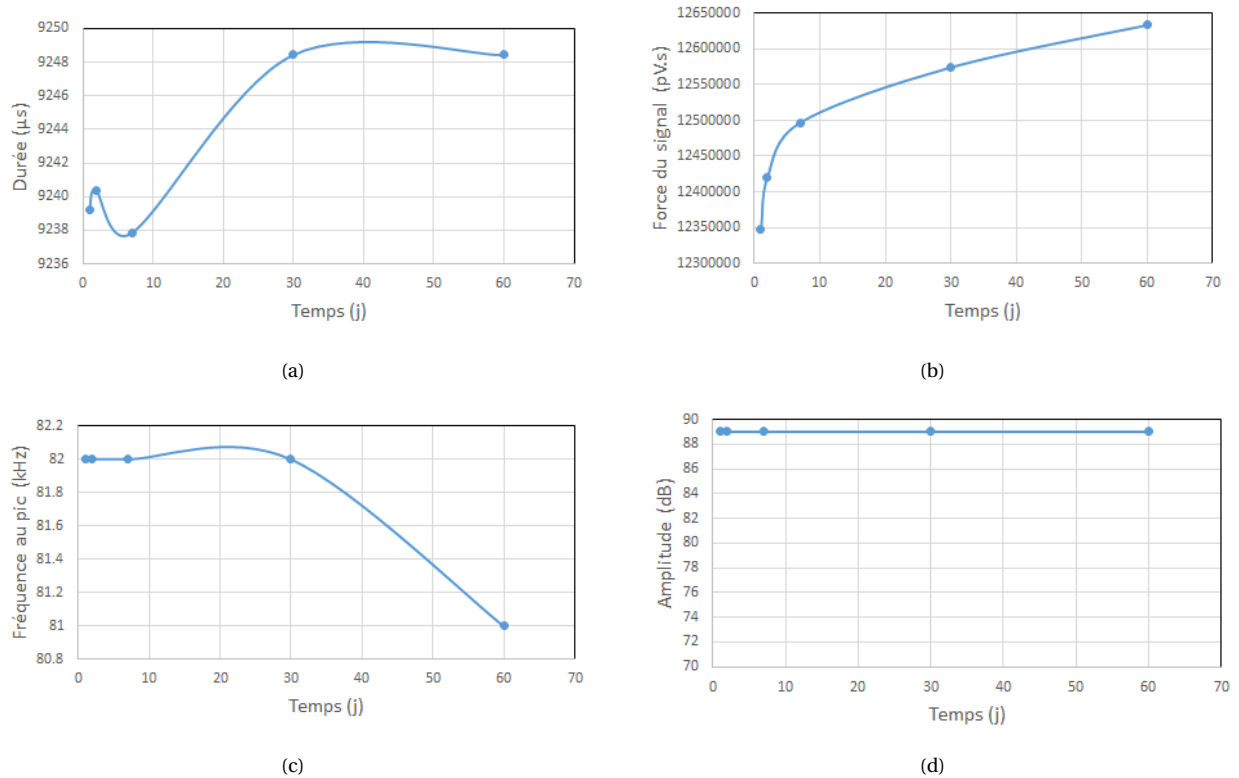 9250
9248
9246
9244
9242
9240
9238
9236
Durée (µs)
0 10 20 30 40 50 60 70
Temps (j)
(a)
12650000
12600000
12550000
12500000
12450000
12400000
12350000
12300000
Force du signal (pV.s)
0 10 20 30 40 50 60 70
Temps (j)
(b)
82.2
82
81.8
81.6
81.4
81.2
81
80.8
Fréquence au pic (kHz)
0 10 20 30 40 50 60 70
Temps (j)
(c)
90
88
86
84
82
80
78
76
74
72
70
Amplitude (dB)
0 10 20 30 40 50 60 70
Temps (j)
(d)